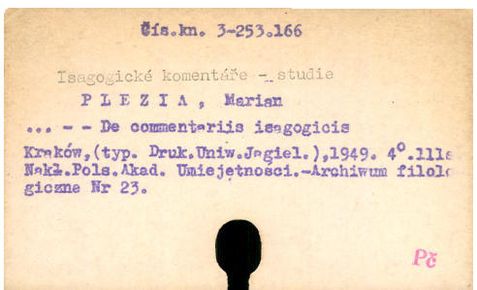 Čís.kn. 3-253.166
Isagogické komentáře - studie
PLEZIA, Marian
... - - De commentariis isagogicis
Kraków,(typ. Druk.Uniw.Jagiel.),1949. 4°.111s
Nakł.Pols.Akad. Umiejętności.-Archiwum filolo
giczne Nr 23.
Pč